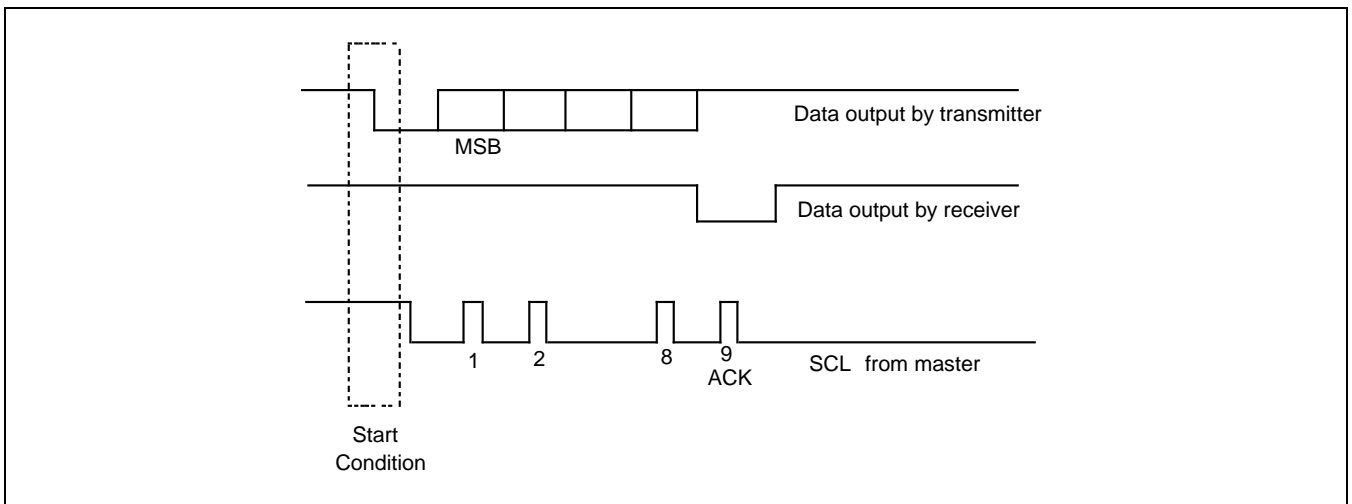 Data output by transmitter
MSB
Data output by receiver
1
2
8
9
ACK
SCL from master
Start
Condition